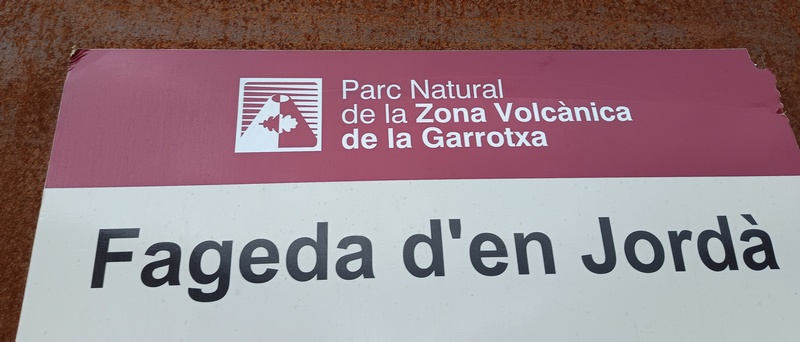 Parc Natural
de la Zona Volcànica
de la Garrotxa
Fageda d'en Jordà